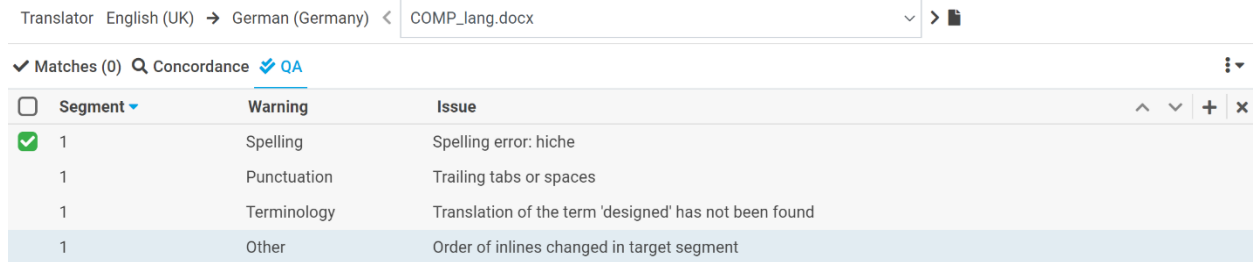 Translator English (UK) → German (Germany) < COMP_lang.docx
Matches (0) Concordance QA
Segment Warning Issue
1 Spelling Spelling error: hiche
1 Punctuation Trailing tabs or spaces
1 Terminology Translation of the term 'designed' has not been found
1 Other Order of inlines changed in target segment